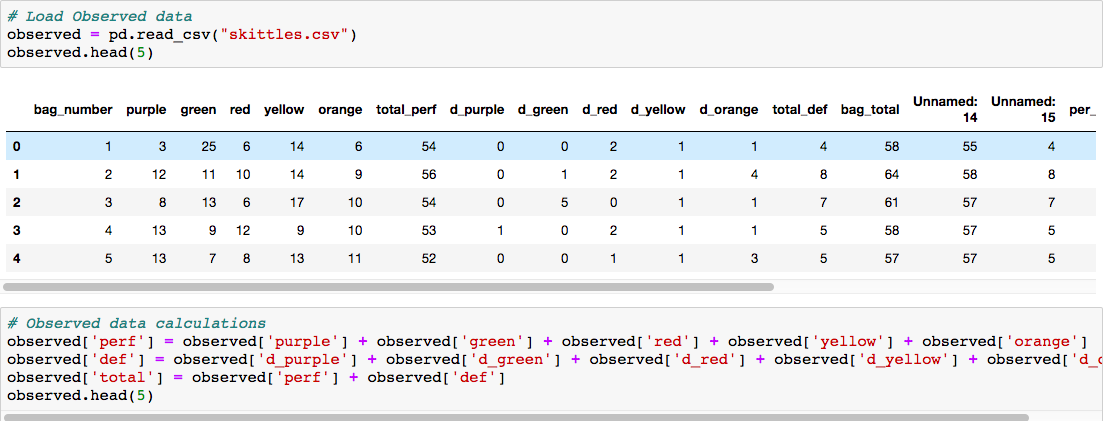 # Load Observed data
observed = pd.read_csv("skittles.csv")
observed.head(5)
bag_number purple green red yellow orange total_perf d_purple d_green d_red d_yellow d_orange total_def bag_total Unnamed: 14 Unnamed: 15 per_
0 1 3 25 6 14 6 54 0 0 2 1 1 4 58 55 4
1 2 12 11 10 14 9 56 0 1 2 1 4 8 64 58 8
2 3 8 13 6 17 10 54 0 5 0 1 1 7 61 57 7
3 4 13 9 12 9 10 53 1 0 2 1 1 5 58 57 5
4 5 13 7 8 13 11 52 0 0 1 1 3 5 57 57 5
# Observed data calculations
observed['perf'] = observed['purple'] + observed['green'] + observed['red'] + observed['yellow'] + observed['orange']
observed['def'] = observed['d_purple'] + observed['d_green'] + observed['d_red'] + observed['d_yellow'] + observed['d_
observed['total'] = observed['perf'] + observed['def']
observed.head(5)